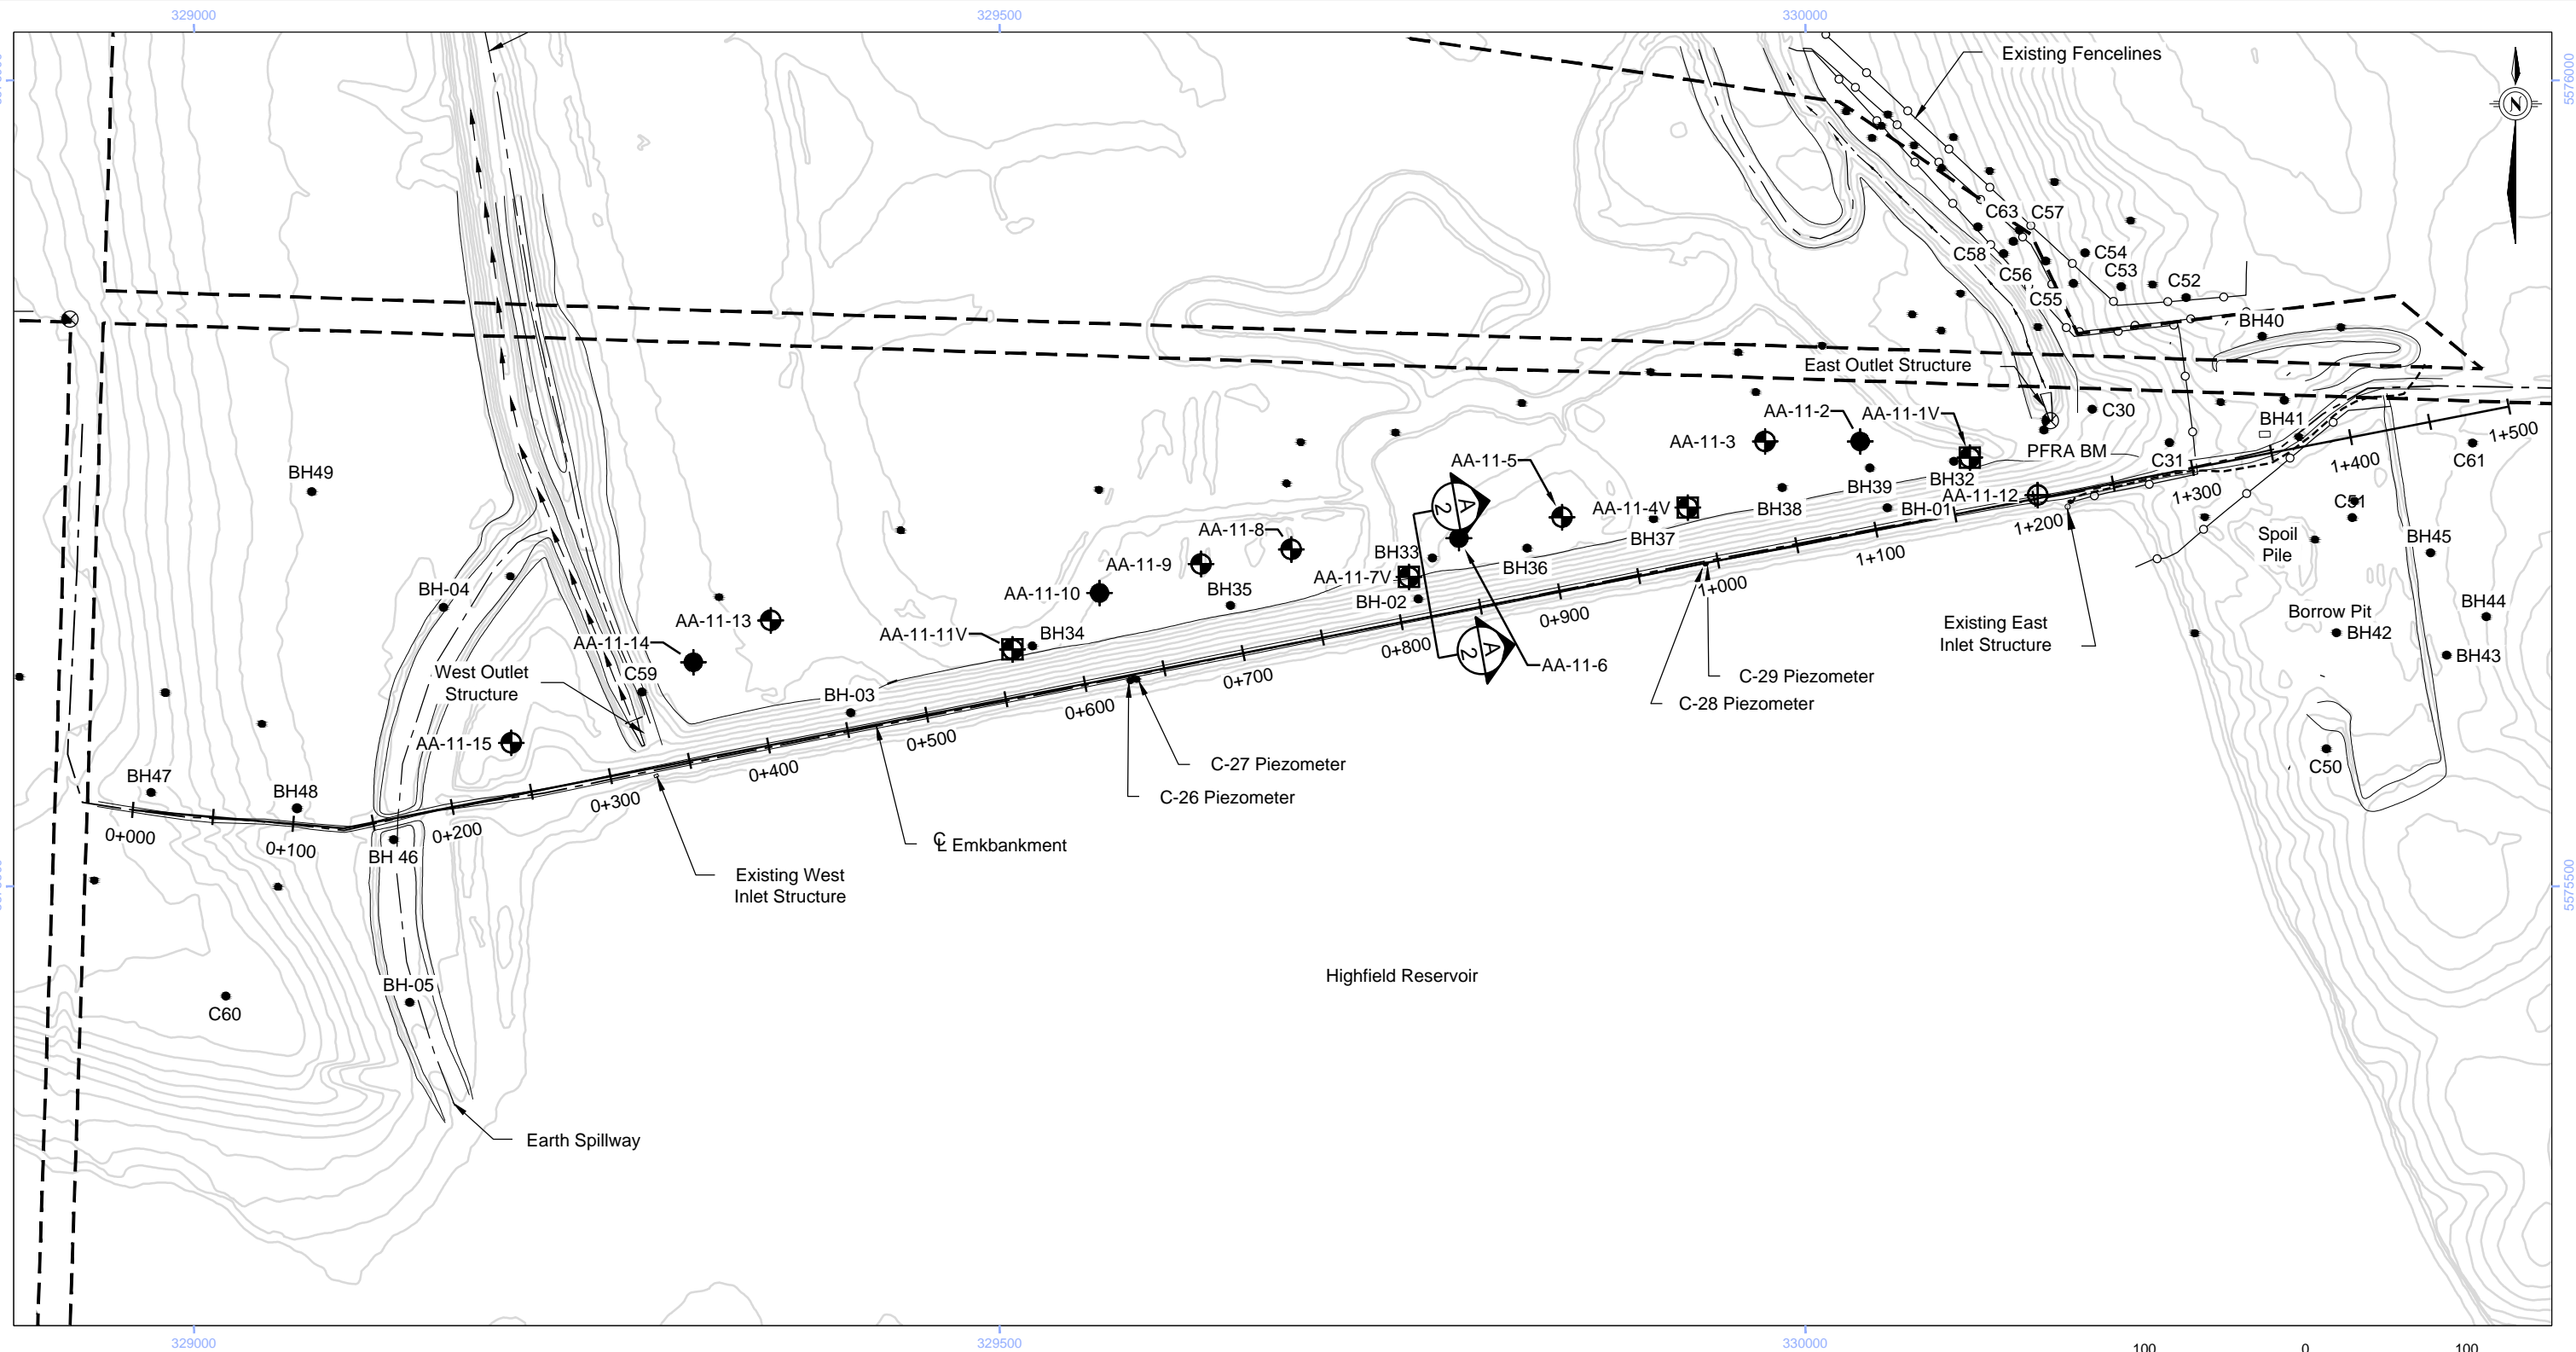 329000
329500
330000
Existing Fencelines
5576000
N
C63
C57
C58
C54
C56
C53
C52
C55
BH40
East Outlet Structure
AA-11-2
AA-11-1V
C30
BH41
AA-11-3
PFRA BM
1+500
BH49
AA-11-5
C31
1+400
C61
BH32
BH39
AA-11-12
1+300
AA-11-4V
BH38
BH-01
C51
A
2
1+200
AA-11-8
Spoil
Pile
BH45
BH37
BH33
1+100
AA-11-9
BH36
AA-11-7V
BH-04
BH35
AA-11-10
BH-02
1+000
BH44
AA-11-13
0+900
Existing East
Inlet Structure
Borrow Pit
BH42
AA-11-14
AA-11-11V
BH34
0+800
A
2
AA-11-6
BH43
West Outlet
Structure
C59
0+700
C-29 Piezometer
BH-03
0+600
C-28 Piezometer
AA-11-15
0+500
C-27 Piezometer
C50
BH47
0+400
BH48
0+300
C-26 Piezometer
0+000
0+200
0+100
BH 46
CL Emkbankment
Existing West
Inlet Structure
5575500
Highfield Reservoir
BH-05
C60
Earth Spillway
329000
329500
330000
100
0
100